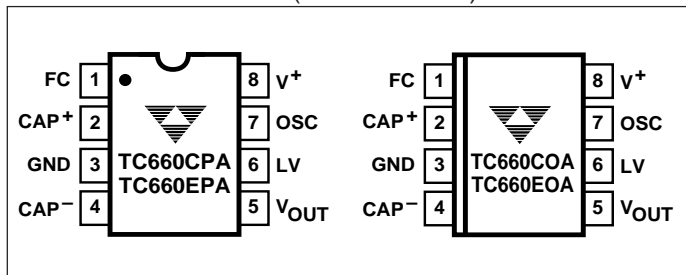 FC 1 8 V+
CAP+ 2 7 OSC
GND 3 TC660CPA 6 LV
TC660EPA
CAP− 4 5 VOUT
FC 1 8 V+
CAP+ 2 7 OSC
GND 3 TC660COA 6 LV
TC660EOA
CAP− 4 5 VOUT